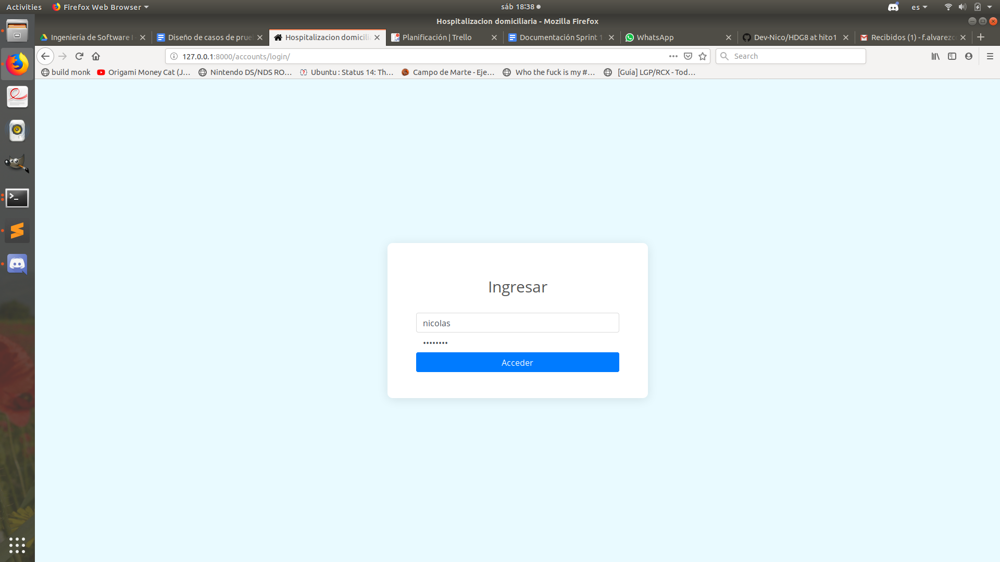 Activities
Firefox Web Browser
sáb 18:38
es
Hospitalizacion domiciliaria - Mozilla Firefox
Ingeniería de Software I -
Diseño de casos de prue
Hospitalizacion domicili
Planificación | Trello
Documentación Sprint 1
WhatsApp
Dev-Nico/HDG8 at hito1
Recibidos (1) - f.alvarezc
127.0.0.1:8000/accounts/login/
Search
build monk
Origami Money Cat (J…
Nintendo DS/NDS RO…
Ubuntu : Status 14: Th…
Campo de Marte - Eje…
Who the fuck is my #…
[Guía] LGP/RCX - Tod…
Ingresar
nicolas
••••••••
Acceder